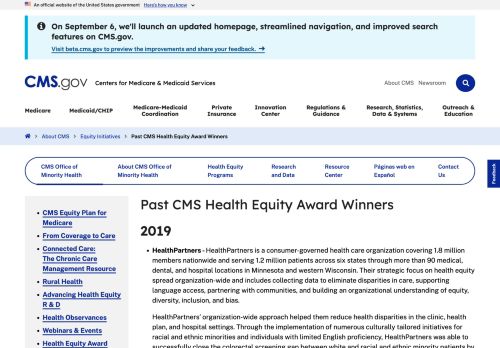 An official website of the United States government Here's how you know
On September 6, we'll launch an updated homepage, streamlined navigation, and improved search
features on CMS.gov.
Visit beta.cms.gov to preview the improvements and share your feedback.
CMS.gov Centers for Medicare & Medicaid Services
About CMS Newsroom
Medicare Medicaid/CHIP Medicare-Medicaid Coordination Private Insurance Innovation Center Regulations & Guidance Research, Statistics, Data & Systems Outreach & Education
About CMS Equity Initiatives Past CMS Health Equity Award Winners
Feedback
CMS Office of Minority Health About CMS Office of Minority Health Health Equity Programs Research and Data Resource Center Páginas web en Español Contact Us
CMS Equity Plan for
Medicare
From Coverage to Care
Connected Care:
The Chronic Care
Management Resource
Rural Health
Advancing Health Equity
R & D
Health Observances
Webinars & Events
Health Equity Award
Past CMS Health Equity Award Winners
2019
HealthPartners – HealthPartners is a consumer-governed health care organization covering 1.8 million
members nationwide and serving 1.2 million patients across six states through more than 90 medical,
dental, and hospital locations in Minnesota and western Wisconsin. Their strategic focus on health equity
spread organization-wide and includes collecting data to eliminate disparities in care, supporting
language access, partnering with communities, and building an organizational understanding of equity,
diversity, inclusion, and bias.
HealthPartners' organization-wide approach helped them reduce health disparities in the clinic, health
plan, and hospital settings. Through the implementation of numerous culturally tailored initiatives for
racial and ethnic minorities and individuals with limited English proficiency, HealthPartners was able to
successfully close the colorectal screening gap between white and racial and ethnic minority patients by